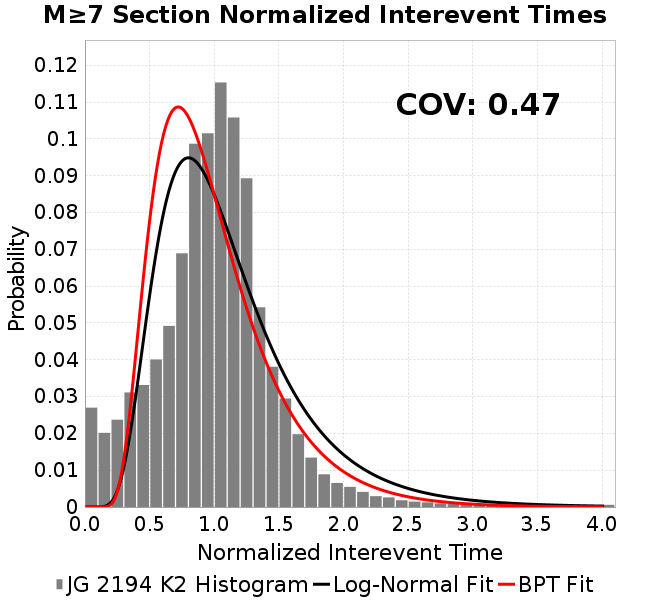 M≥7 Section Normalized Interevent Times
COV: 0.47
Probability
0.12
0.11
0.1
0.09
0.08
0.07
0.06
0.05
0.04
0.03
0.02
0.01
0
0.0 0.5 1.0 1.5 2.0 2.5 3.0 3.5 4.0
Normalized Interevent Time
JG 2194 K2 Histogram Log-Normal Fit BPT Fit